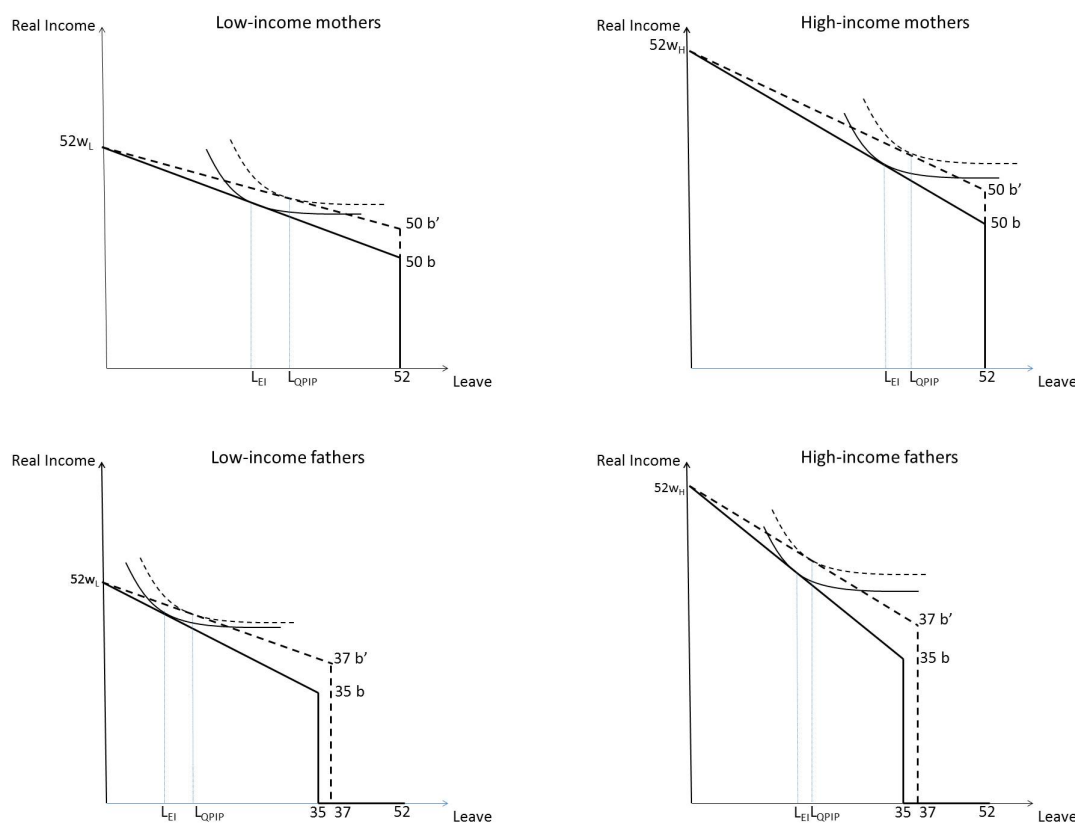 Low-income mothers
Real Income
52w_L
50 b’
50 b
L_EI L_QPIP 52 Leave
High-income mothers
Real Income
52w_H
50 b’
50 b
L_EI L_QPIP 52 Leave
Low-income fathers
Real Income
52w_L
37 b’
35 b
L_EI L_QPIP 35 37 52 Leave
High-income fathers
Real Income
52w_H
37 b’
35 b
L_EI L_QPIP 35 37 52 Leave